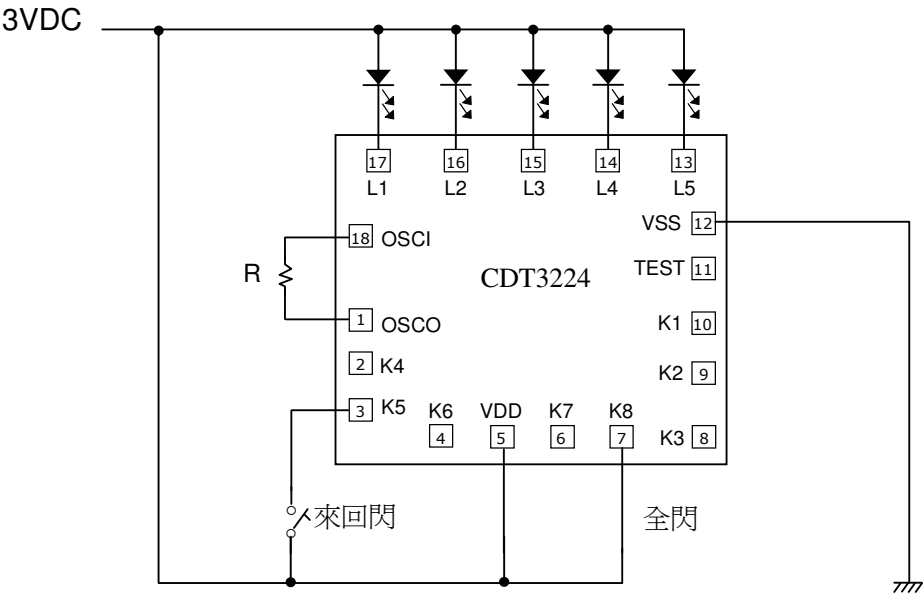 3VDC
17 16 15 14 13
L1 L2 L3 L4 L5
VSS 12
18 OSCI
TEST 11
R
CDT3224
1 OSCO
K1 10
2 K4
K2 9
3 K5
K6 VDD K7 K8
4 5 6 7
K3 8
來回閃
全閃